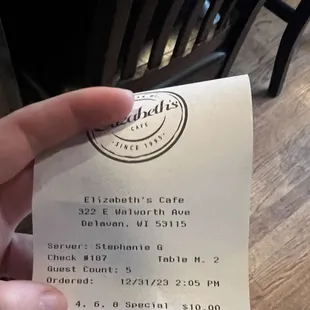 Elizabeth's
CAFE
• SINCE 1995 •
Elizabeth's Cafe
322 E Walworth Ave
Delavan, WI 53115
Server: Stephanie G
Check #187 Table M. 2
Guest Count: 5
Ordered: 12/31/23 2:05 PM
4. 6. 8 Special $10.00